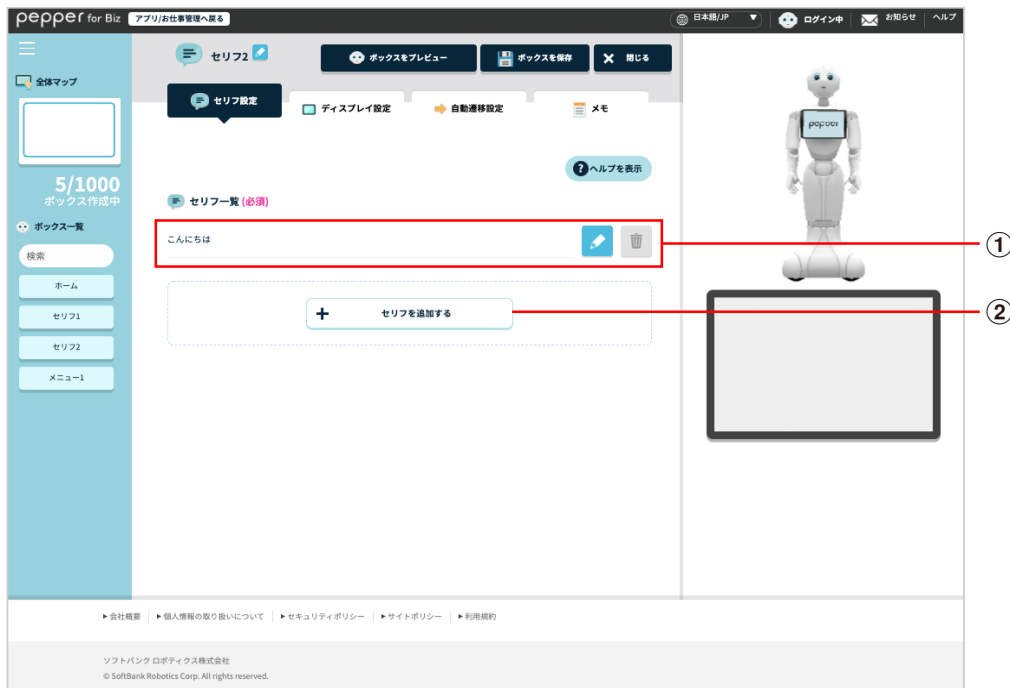 pepper for Biz アプリ/お仕事管理へ戻る 日本語/JP ▼ ログイン中 お知らせ ヘルプ
セリフ2 ボックスをプレビュー ボックスを保存 閉じる
全体マップ
セリフ設定 ディスプレイ設定 自動遷移設定 メモ
pepper
ヘルプを表示
5/1000
ボックス作成中
セリフ一覧 (必須)
ボックス一覧
こんにちは
①
検索
ホーム
セリフ1
＋ セリフを追加する
②
セリフ2
メニュー1
▶会社概要 ▶個人情報の取り扱いについて ▶セキュリティポリシー ▶サイトポリシー ▶利用規約
ソフトバンク ロボティクス株式会社
© SoftBank Robotics Corp. All rights reserved.